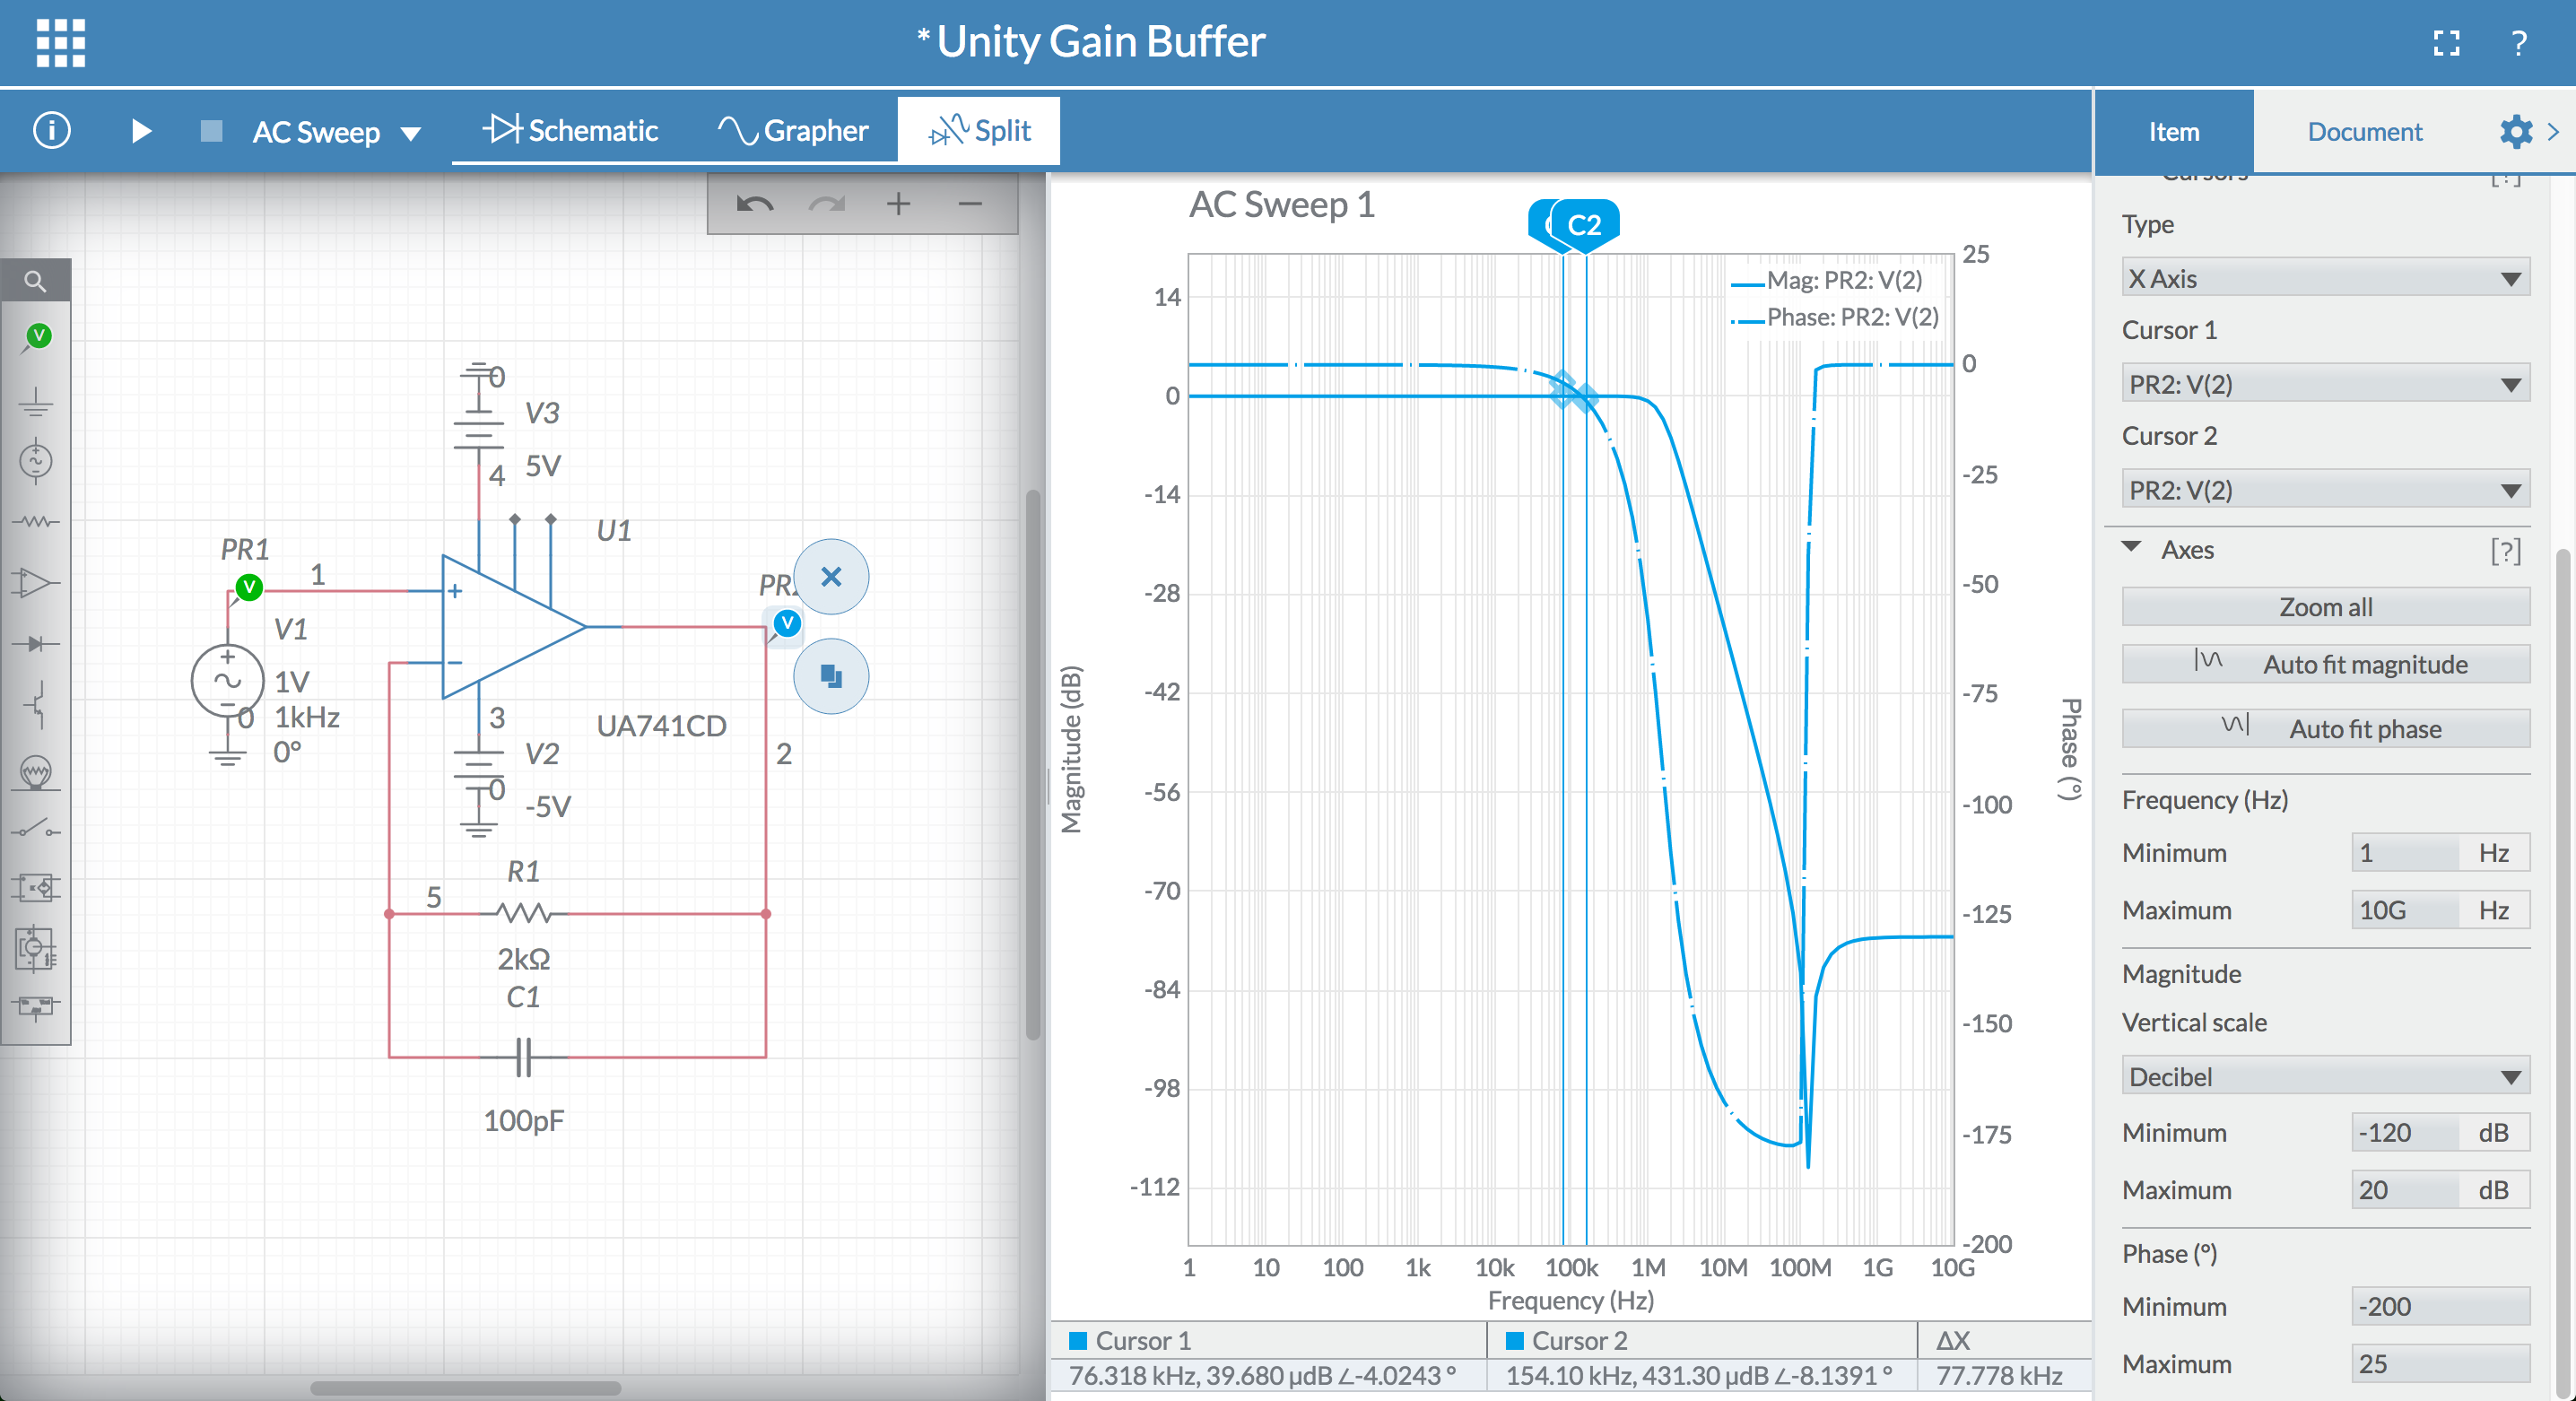 * Unity Gain Buffer
?
AC Sweep
Schematic
Grapher
Split
Item
Document
0
V3
4
5V
U1
PR1
1
V
V1
1V
0
1kHz
0°
+
−
3
UA741CD
V2
0
-5V
PR2
V
2
R1
5
2kΩ
C1
100pF
AC Sweep 1
C2
Mag: PR2: V(2)
Phase: PR2: V(2)
Magnitude (dB)
14
0
-14
-28
-42
-56
-70
-84
-98
-112
25
0
-25
-50
-75
-100
-125
-150
-175
-200
Phase (°)
1 10 100 1k 10k 100k 1M 10M 100M 1G 10G
Frequency (Hz)
Cursor 1 Cursor 2 ΔX
76.318 kHz, 39.680 µdB ∠-4.0243 ° 154.10 kHz, 431.30 µdB ∠-8.1391 ° 77.778 kHz
Cursors [?]
Type
X Axis
Cursor 1
PR2: V(2)
Cursor 2
PR2: V(2)
Axes [?]
Zoom all
Auto fit magnitude
Auto fit phase
Frequency (Hz)
Minimum 1 Hz
Maximum 10G Hz
Magnitude
Vertical scale
Decibel
Minimum -120 dB
Maximum 20 dB
Phase (°)
Minimum -200
Maximum 25